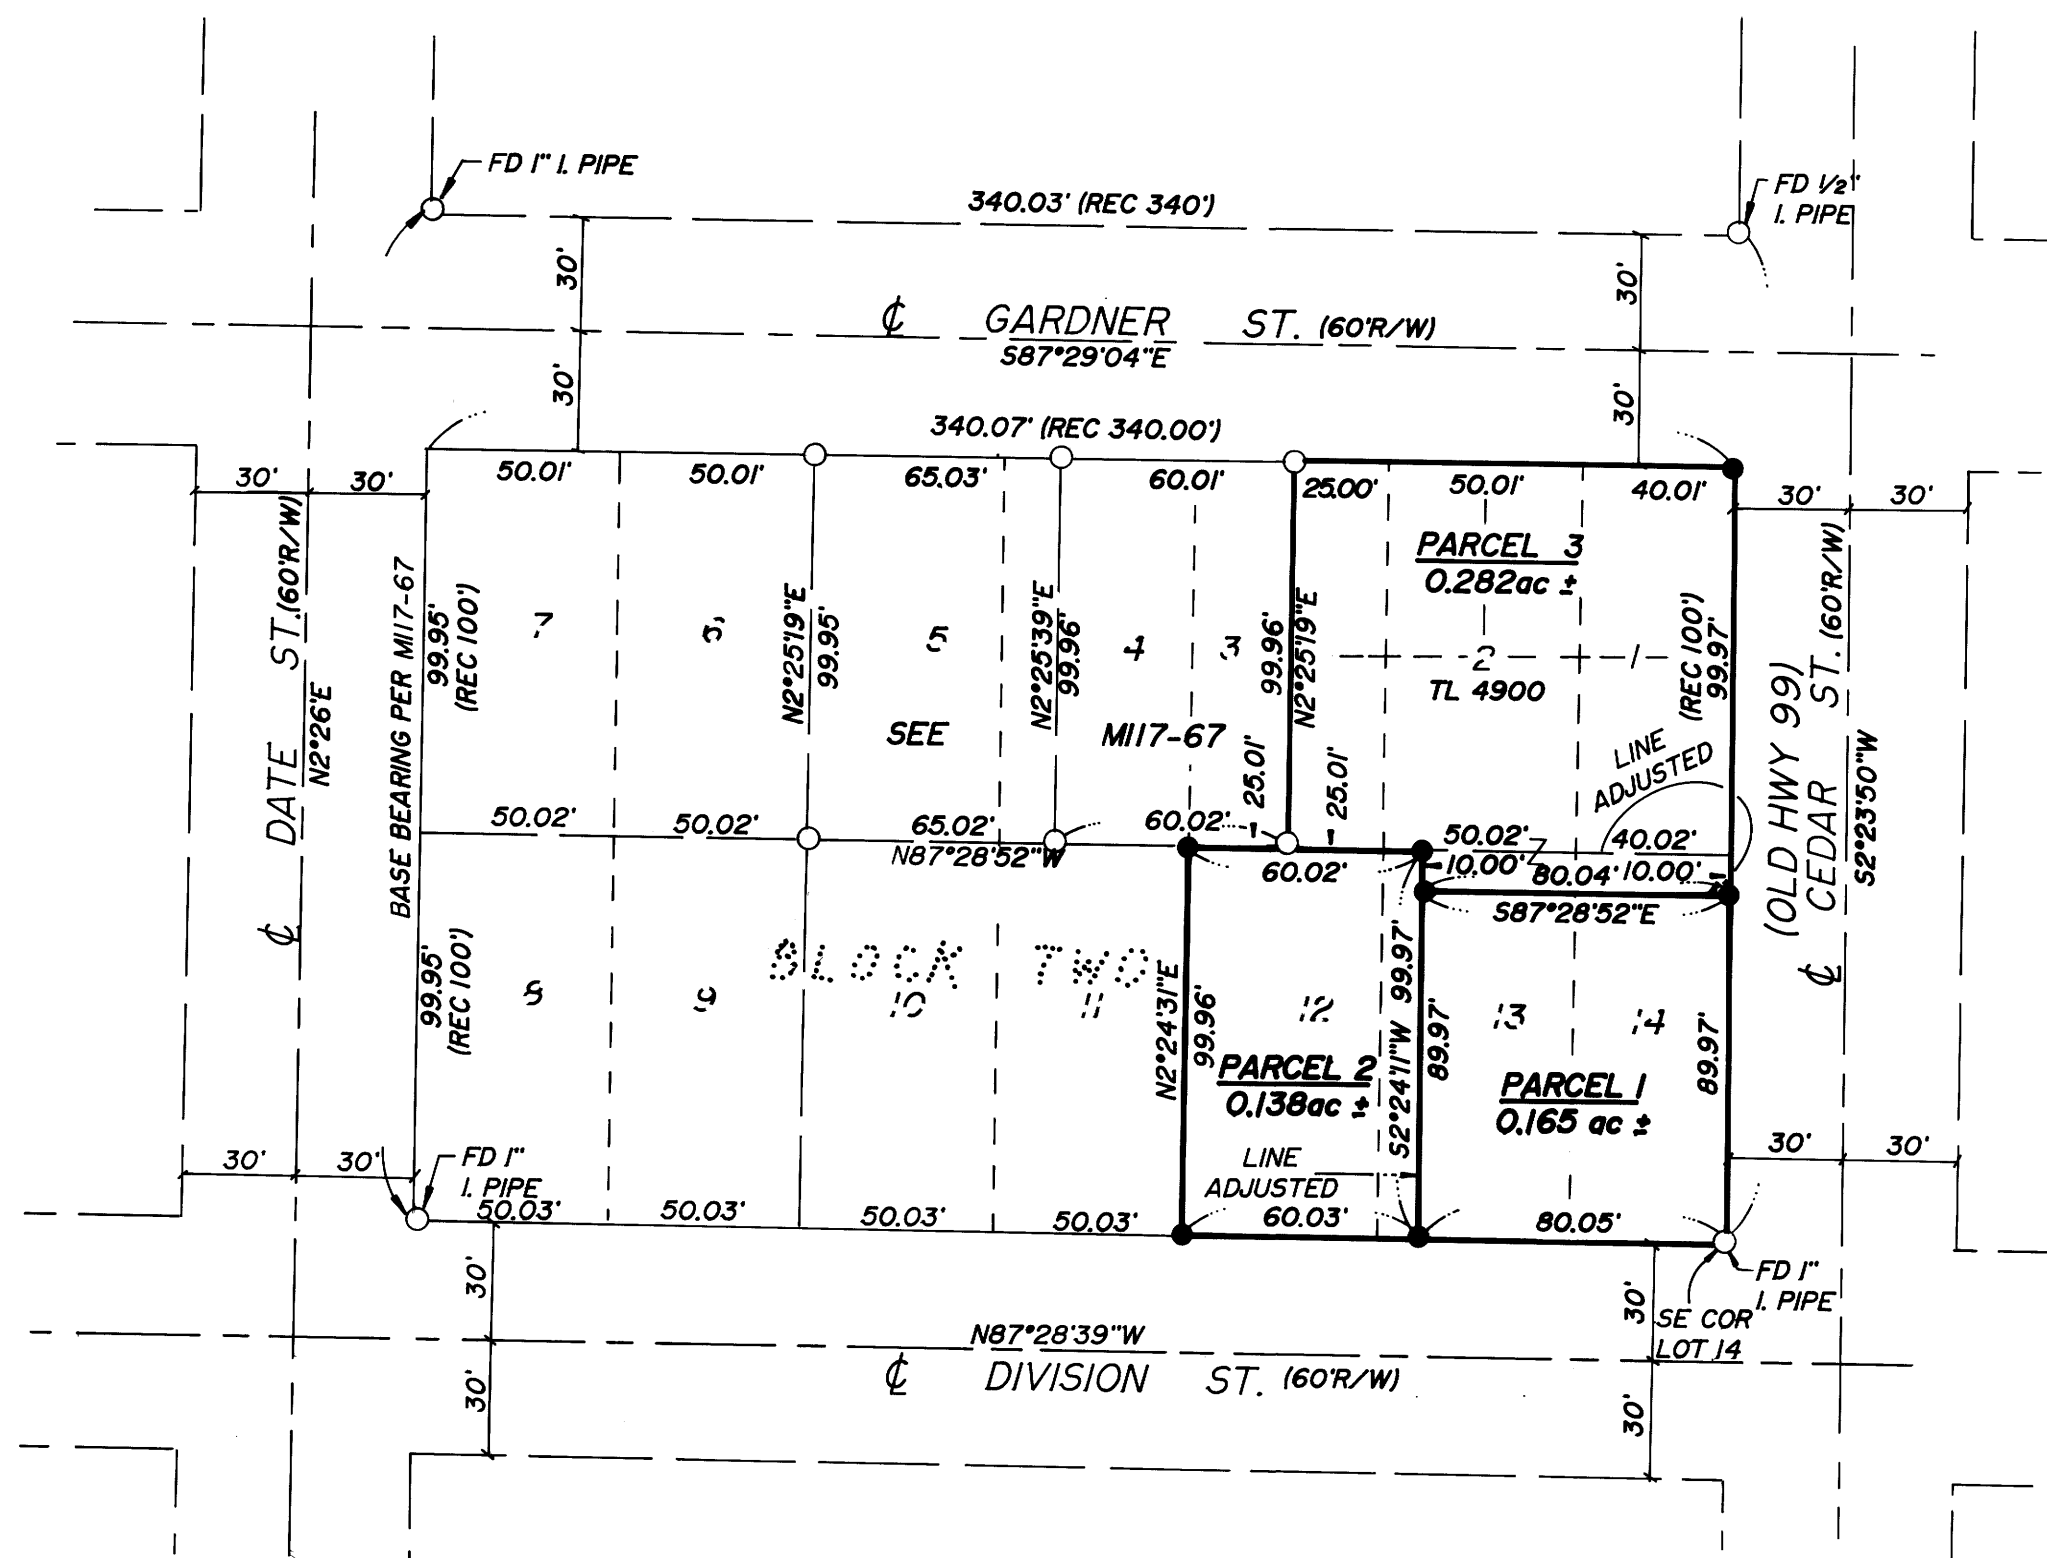 FD 1" I. PIPE
340.03' (REC 340')
FD 1/2"
I. PIPE
30'
30'
℄ GARDNER ST. (60'R/W)
S87°29'04"E
30'
30'
340.07' (REC 340.00')
50.01'
50.01'
65.03'
60.01'
25.00'
50.01'
40.01'
30'
30'
30'
30'
℄ DATE ST. (60'R/W)
N2°26'E
BASE BEARING PER M117-67
99.95'
(REC 100')
7
6
N2°25'19"E
99.95'
5
N2°25'39"E
99.96'
4
3
99.96'
N2°25'19"E
PARCEL 3
0.282ac ±
2
1
TL 4900
(REC 100')
99.97'
(OLD HWY 99)
℄ CEDAR ST. (60'R/W)
S2°23'50"W
SEE M117-67
25.01'
25.01'
LINE
ADJUSTED
50.02'
50.02'
65.02'
60.02'
50.02'
40.02'
N87°28'52"W
60.02'
10.00'
80.04'
10.00'
S87°28'52"E
99.95'
(REC 100')
8
9
BLOCK TWO
10
11
N2°24'31"E
99.96'
12
S2°24'11"W 99.97'
89.97'
13
14
89.97'
PARCEL 2
0.138ac ±
PARCEL 1
0.165 ac ±
30'
30'
FD 1"
I. PIPE
LINE
ADJUSTED
30'
30'
50.03'
50.03'
50.03'
50.03'
60.03'
80.05'
30'
30'
FD 1"
I. PIPE
SE COR
LOT 14
N87°28'39"W
℄ DIVISION ST. (60'R/W)
30'
30'